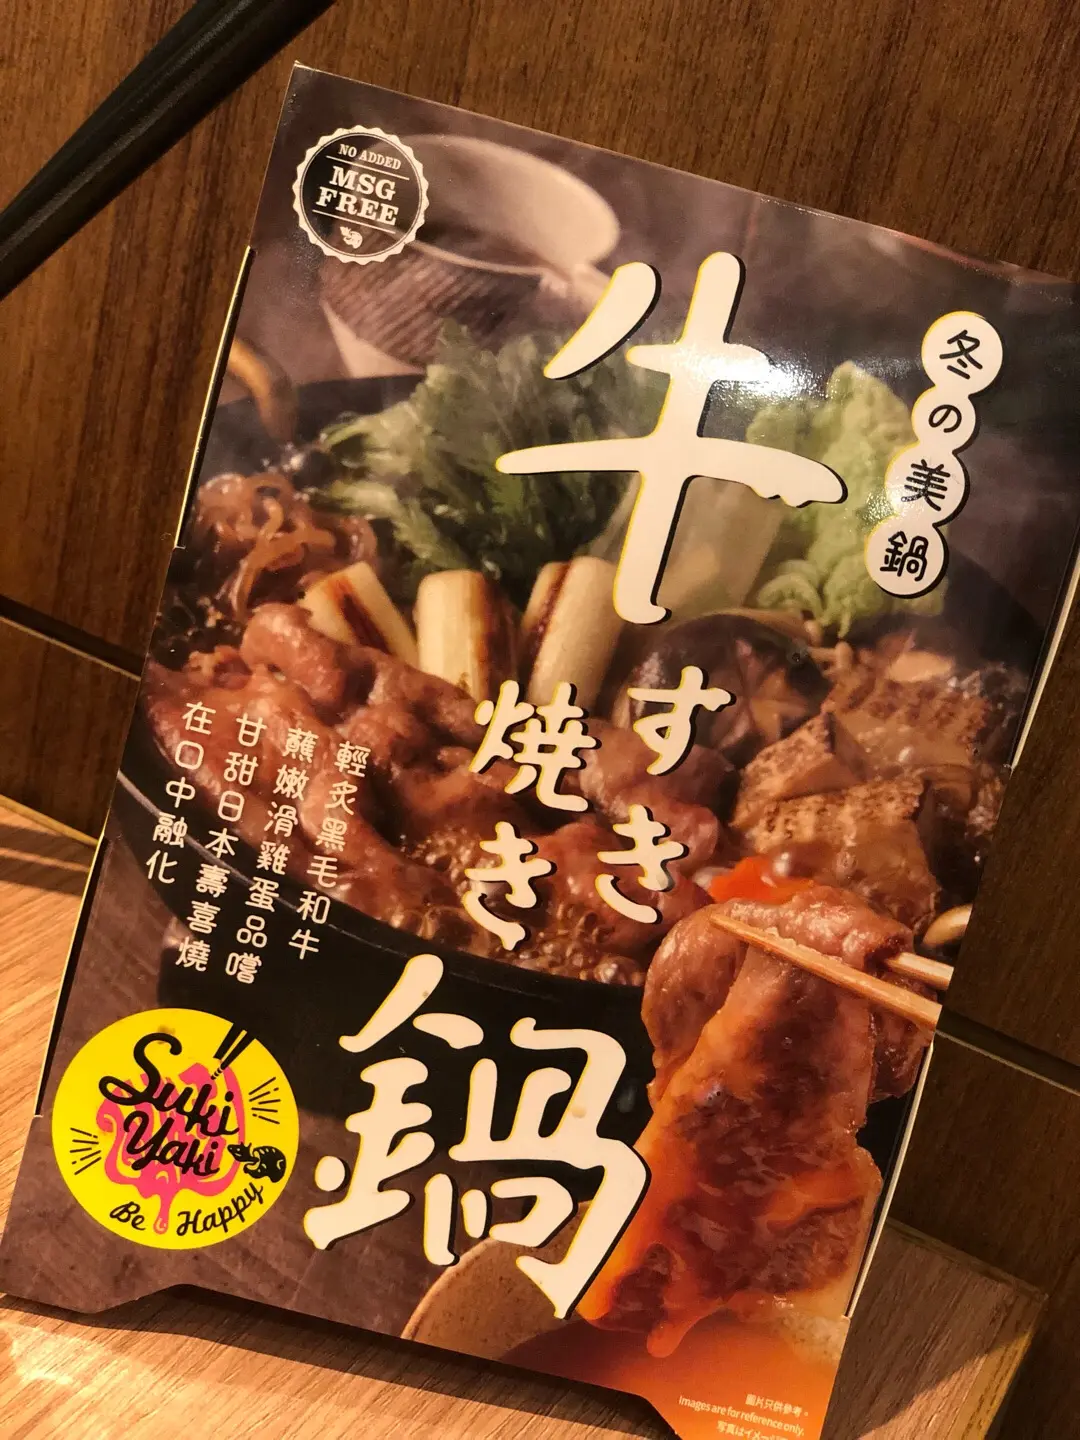 NO ADDED
MSG
FREE
冬の美鍋
牛
すき
焼き
鍋
輕炙黑毛和牛
蘸嫩滑雞蛋品嚐
甘甜日本壽喜燒
在口中融化
Suki
Yaki
Be Happy
圖片只供參考。
Images are for reference only.
写真はイメージ